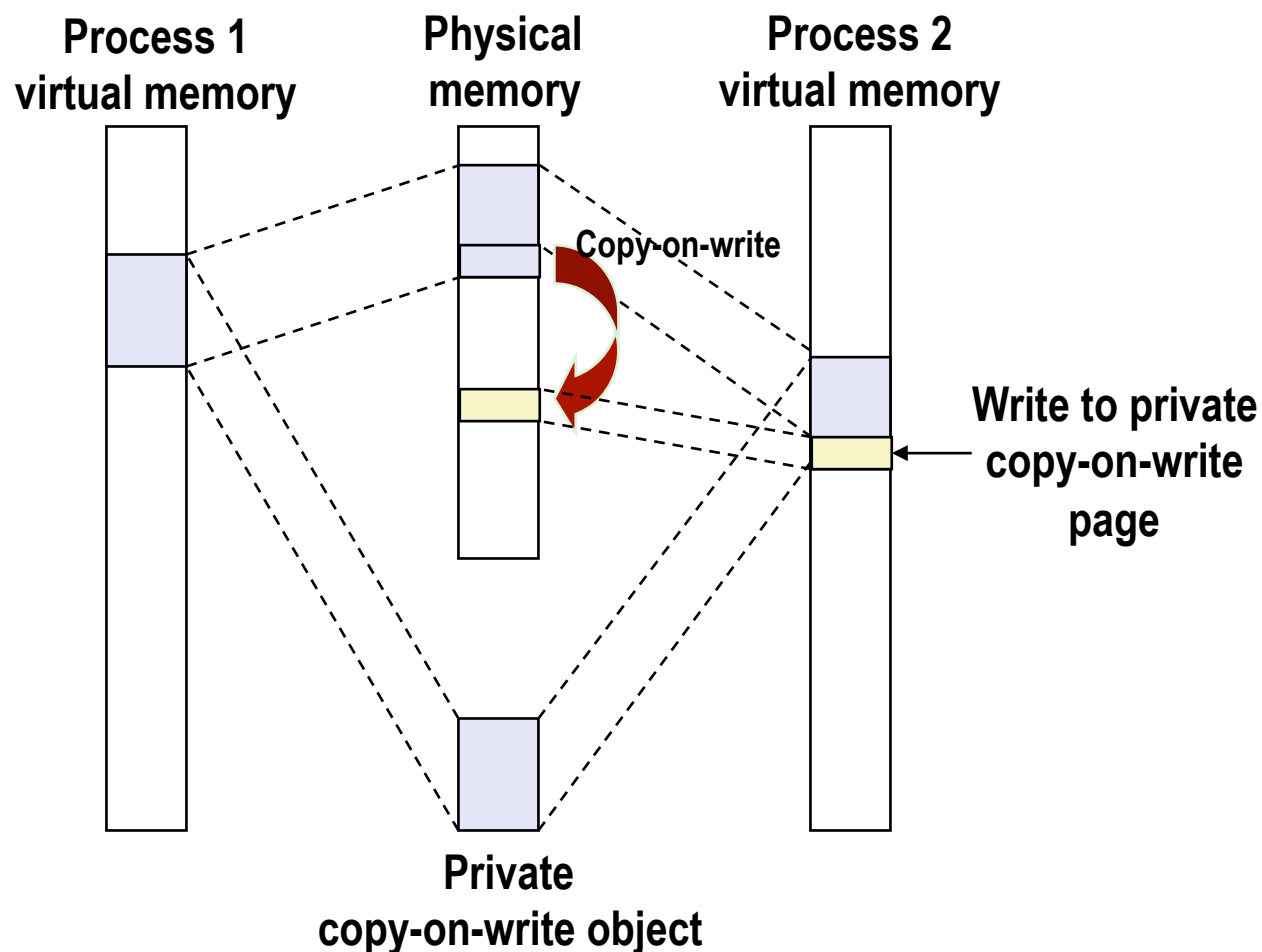 Process 1
virtual memory
Physical
memory
Process 2
virtual memory
Copy-on-write
Write to private
copy-on-write
page
Private
copy-on-write object